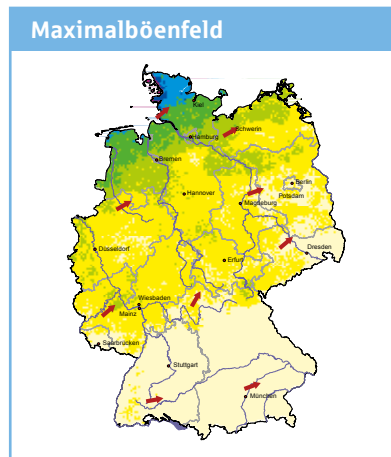 Maximalböenfeld
Kiel
Schwerin
Hamburg
Bremen
Berlin
Hannover
Potsdam
Magdeburg
Düsseldorf
Dresden
Erfurt
Wiesbaden
Mainz
Saarbrücken
Stuttgart
München